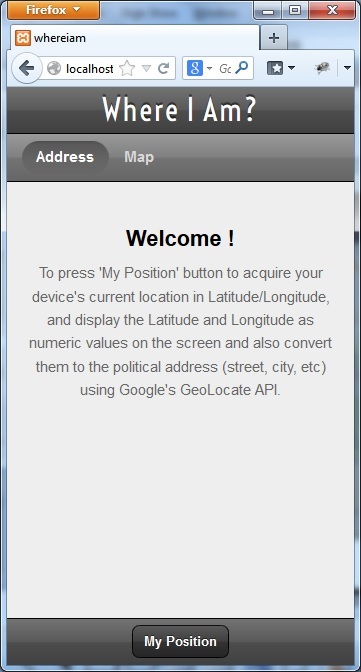 Firefox
whereiam
localhost
Where I Am?
Address Map
Welcome !
To press 'My Position' button to acquire your
device's current location in Latitude/Longitude,
and display the Latitude and Longitude as
numeric values on the screen and also convert
them to the political address (street, city, etc)
using Google's GeoLocate API.
My Position